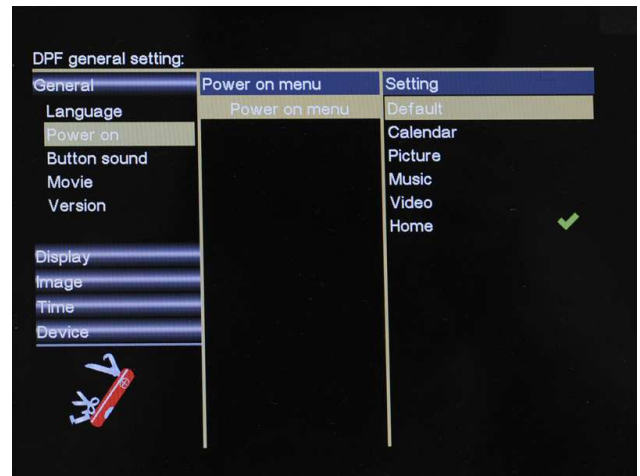 DPF general setting:
General
Language
Power on
Button sound
Movie
Version
Display
Image
Time
Device
Power on menu
Power on menu
Setting
Default
Calendar
Picture
Music
Video
Home